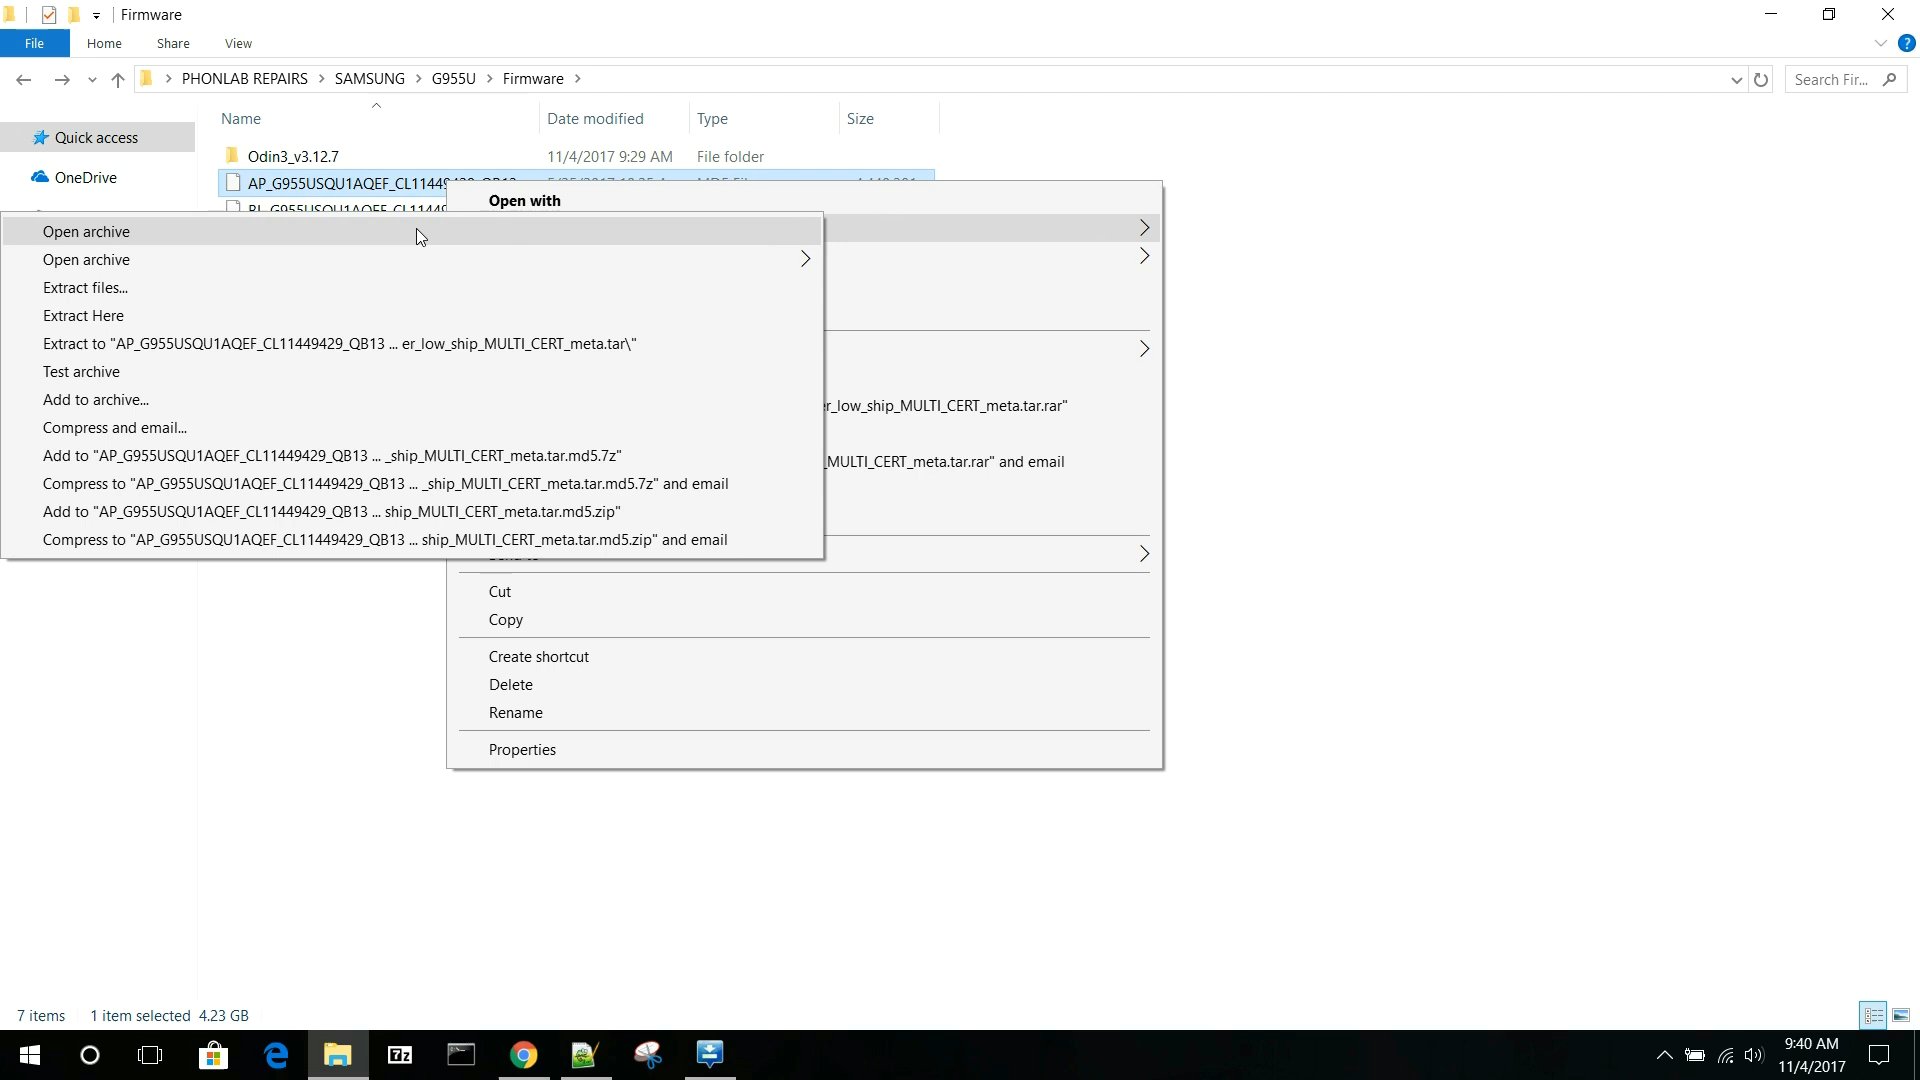 Firmware
File Home Share View
PHONLAB REPAIRS > SAMSUNG > G955U > Firmware >
Search Fir...
Name Date modified Type Size
Quick access
OneDrive
Odin3_v3.12.7 11/4/2017 9:29 AM File folder
AP_G955USQU1AQEF_CL11449429_QB13
Open with
Open archive
Open archive
Extract files...
Extract Here
Extract to "AP_G955USQU1AQEF_CL11449429_QB13 ... er_low_ship_MULTI_CERT_meta.tar\"
Test archive
Add to archive...
er_low_ship_MULTI_CERT_meta.tar.rar"
Compress and email...
Add to "AP_G955USQU1AQEF_CL11449429_QB13 ... _ship_MULTI_CERT_meta.tar.md5.7z"
_MULTI_CERT_meta.tar.rar" and email
Compress to "AP_G955USQU1AQEF_CL11449429_QB13 ... _ship_MULTI_CERT_meta.tar.md5.7z" and email
Add to "AP_G955USQU1AQEF_CL11449429_QB13 ... ship_MULTI_CERT_meta.tar.md5.zip"
Compress to "AP_G955USQU1AQEF_CL11449429_QB13 ... ship_MULTI_CERT_meta.tar.md5.zip" and email
Cut
Copy
Create shortcut
Delete
Rename
Properties
7 items 1 item selected 4.23 GB
7z
9:40 AM
11/4/2017